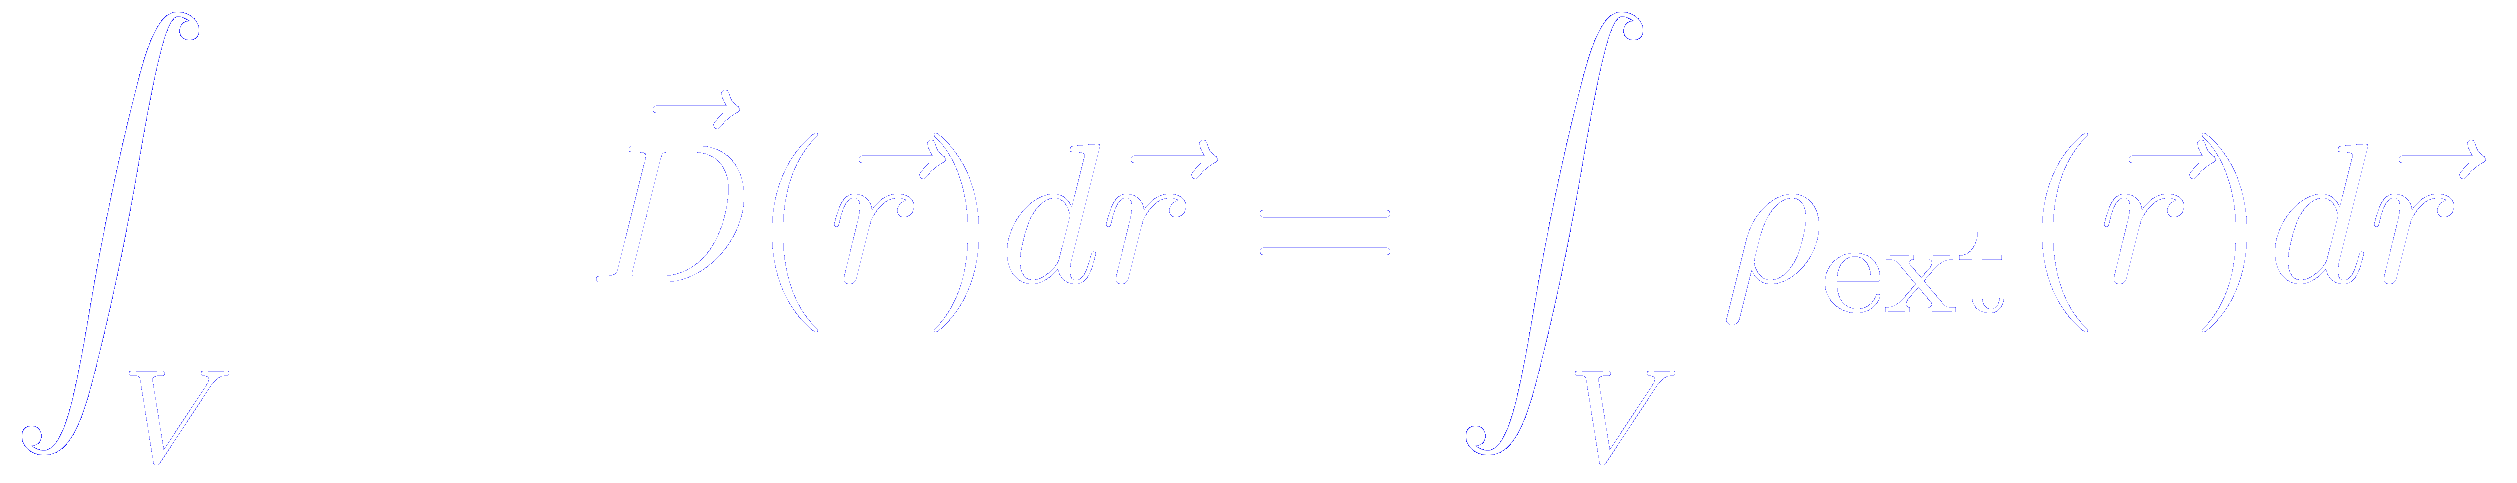 ∫_V D⃗(r⃗) dr⃗ = ∫_V ρ_ext(r⃗) dr⃗